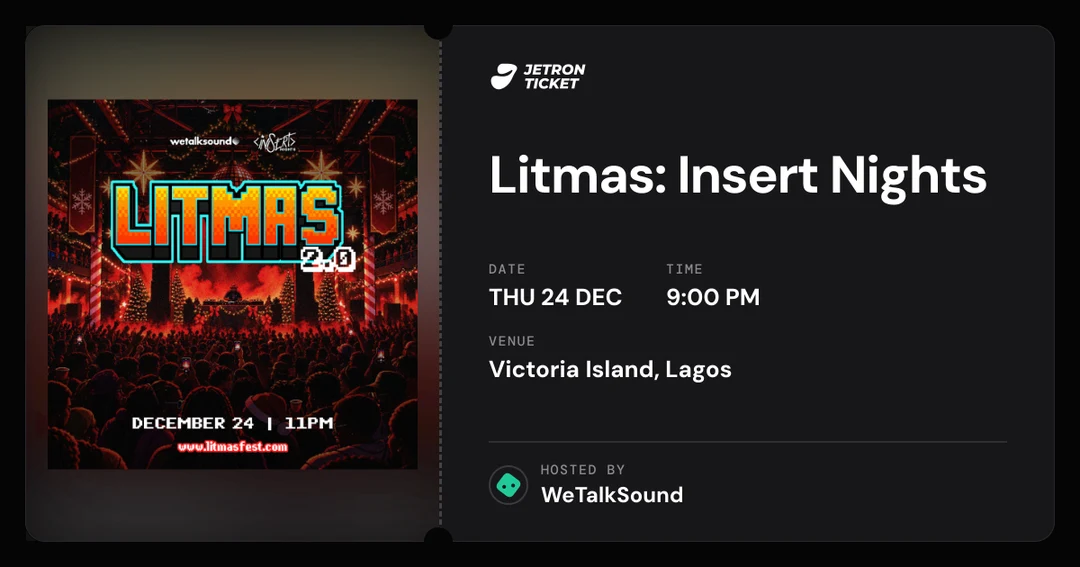 wetalksound
INSERT
LITMAS
2.0
DECEMBER 24 | 11PM
www.litmasfest.com
JETRON
TICKET
Litmas: Insert Nights
DATE
TIME
THU 24 DEC
9:00 PM
VENUE
Victoria Island, Lagos
HOSTED BY
WeTalkSound